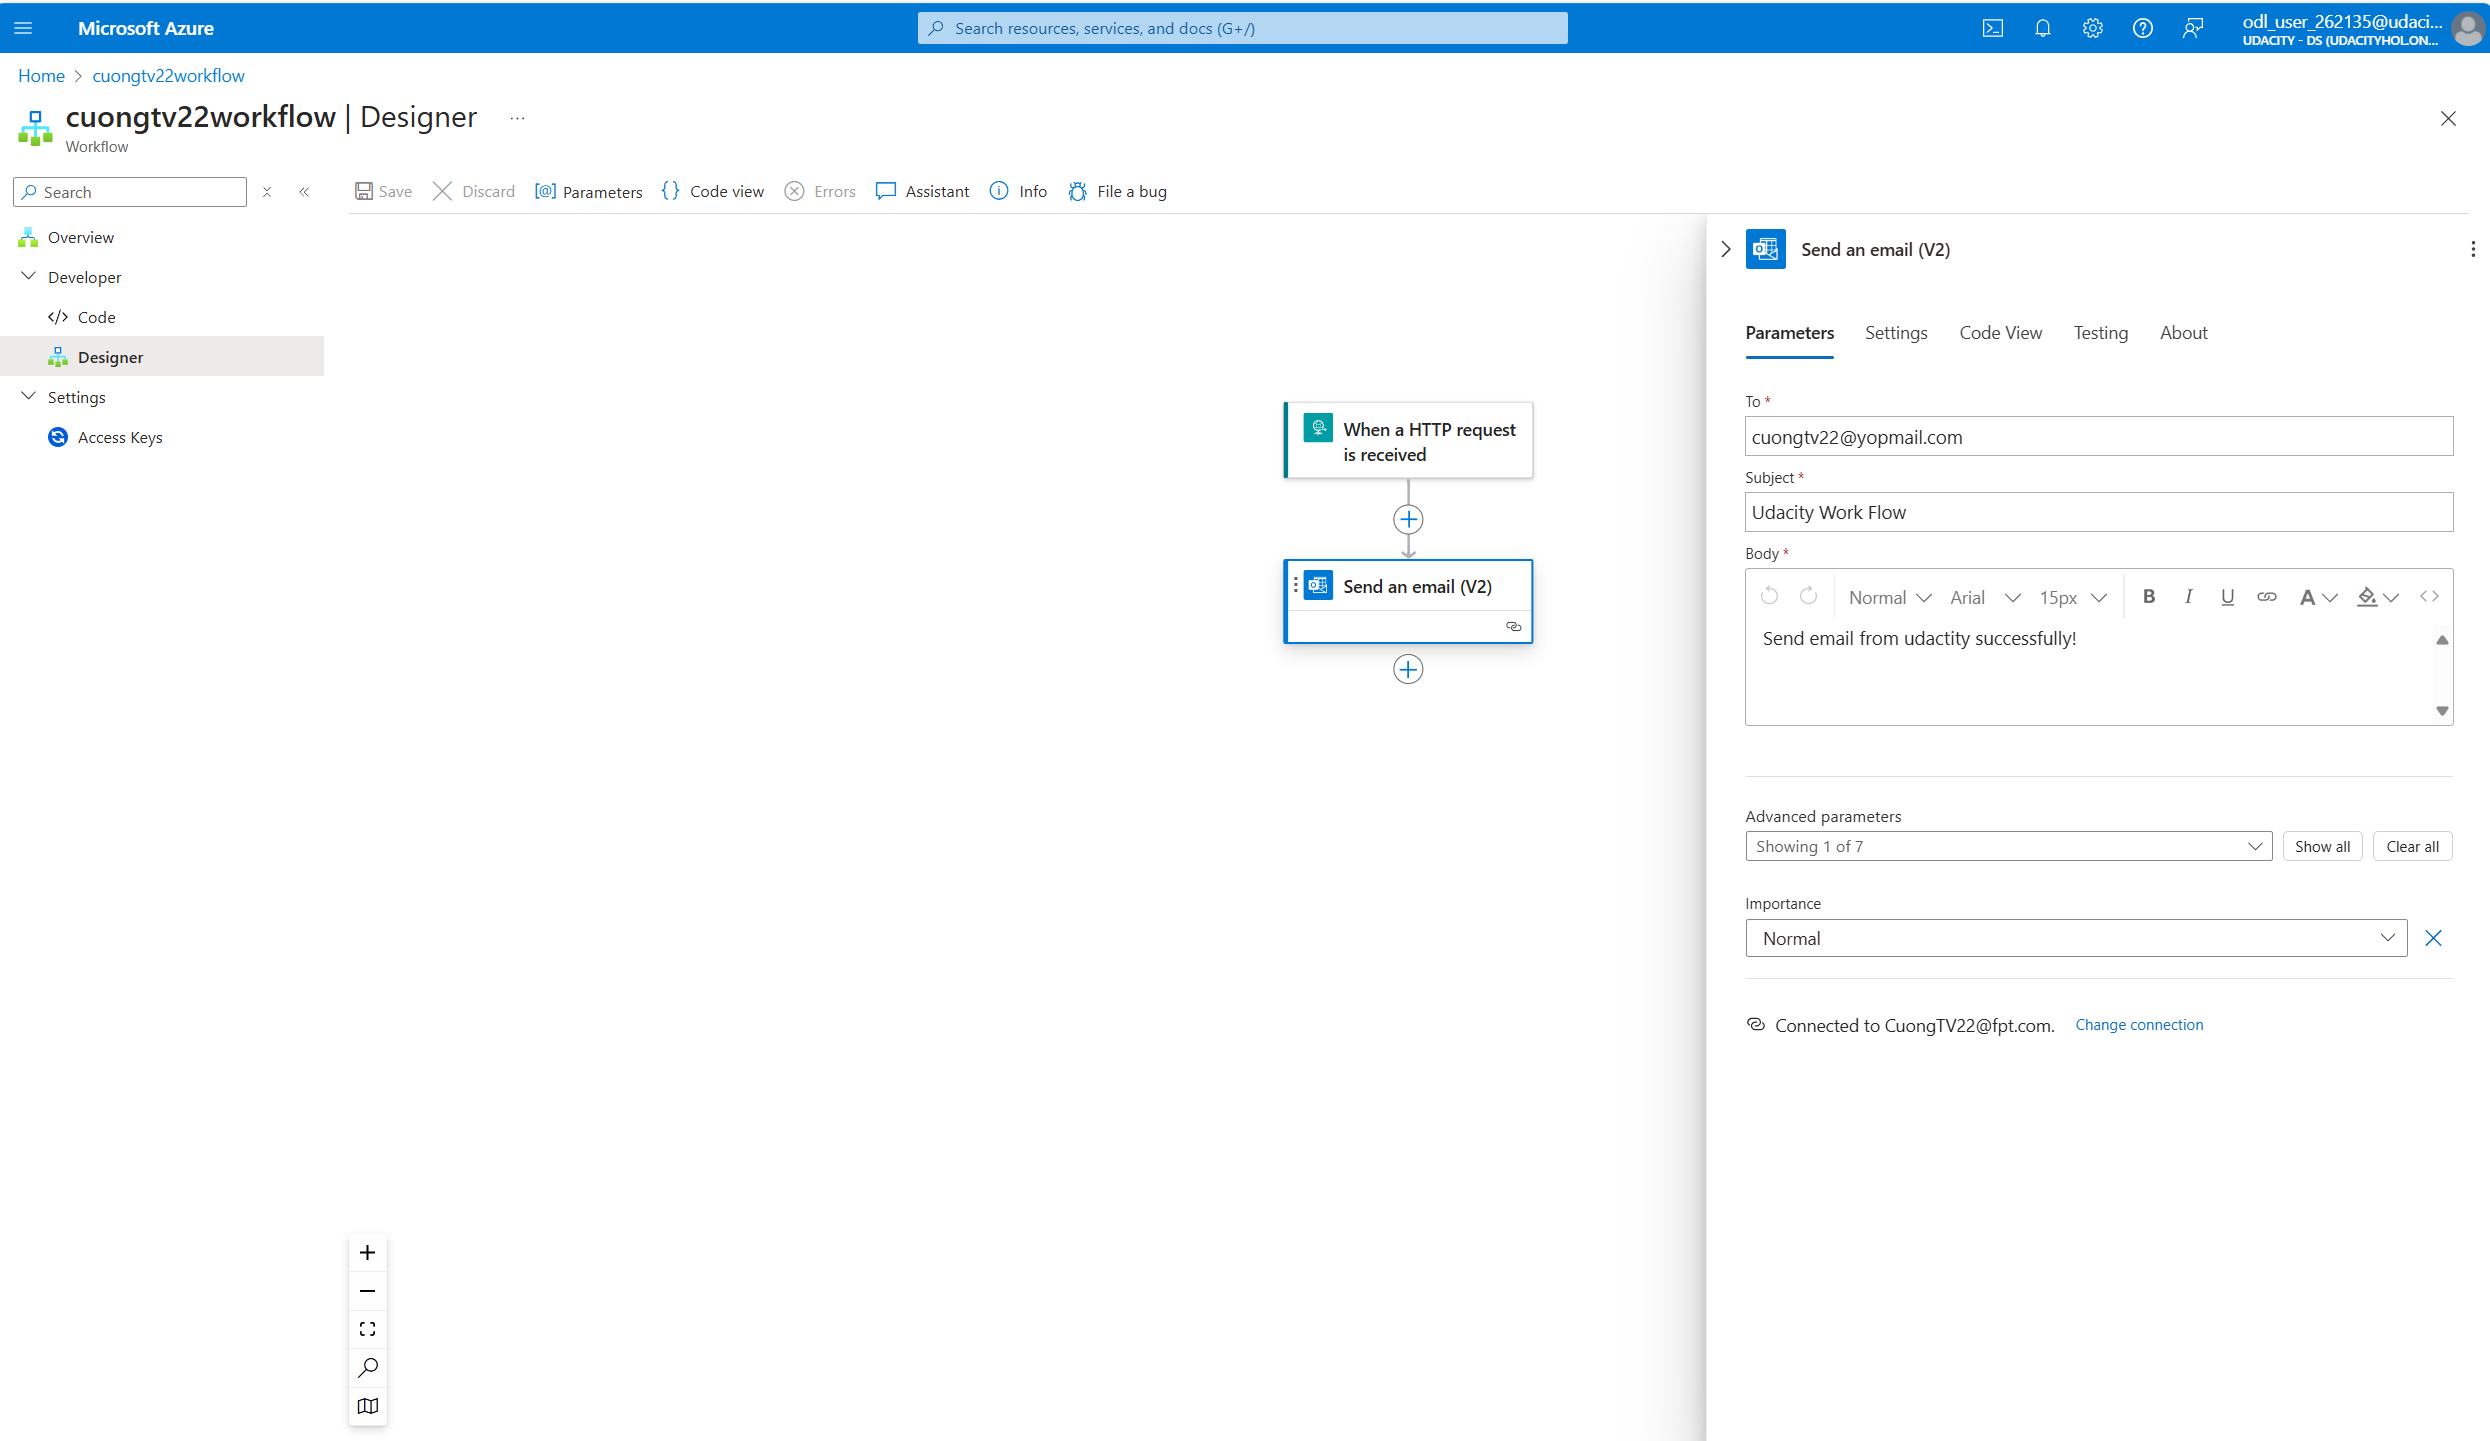 Microsoft Azure
Search resources, services, and docs (G+/)
odl_user_262135@udaci...
UDACITY - DS (UDACITYHOL.ON...
Home > cuongtv22workflow
cuongtv22workflow | Designer ...
Workflow
Search
Save Discard Parameters Code view Errors Assistant Info File a bug
Overview
Developer
Code
Designer
Settings
Access Keys
When a HTTP request
is received
Send an email (V2)
Send an email (V2)
Parameters Settings Code View Testing About
To *
cuongtv22@yopmail.com
Subject *
Udacity Work Flow
Body *
Normal Arial 15px B I U A
Send email from udactity successfully!
Advanced parameters
Showing 1 of 7 Show all Clear all
Importance
Normal
Connected to CuongTV22@fpt.com. Change connection